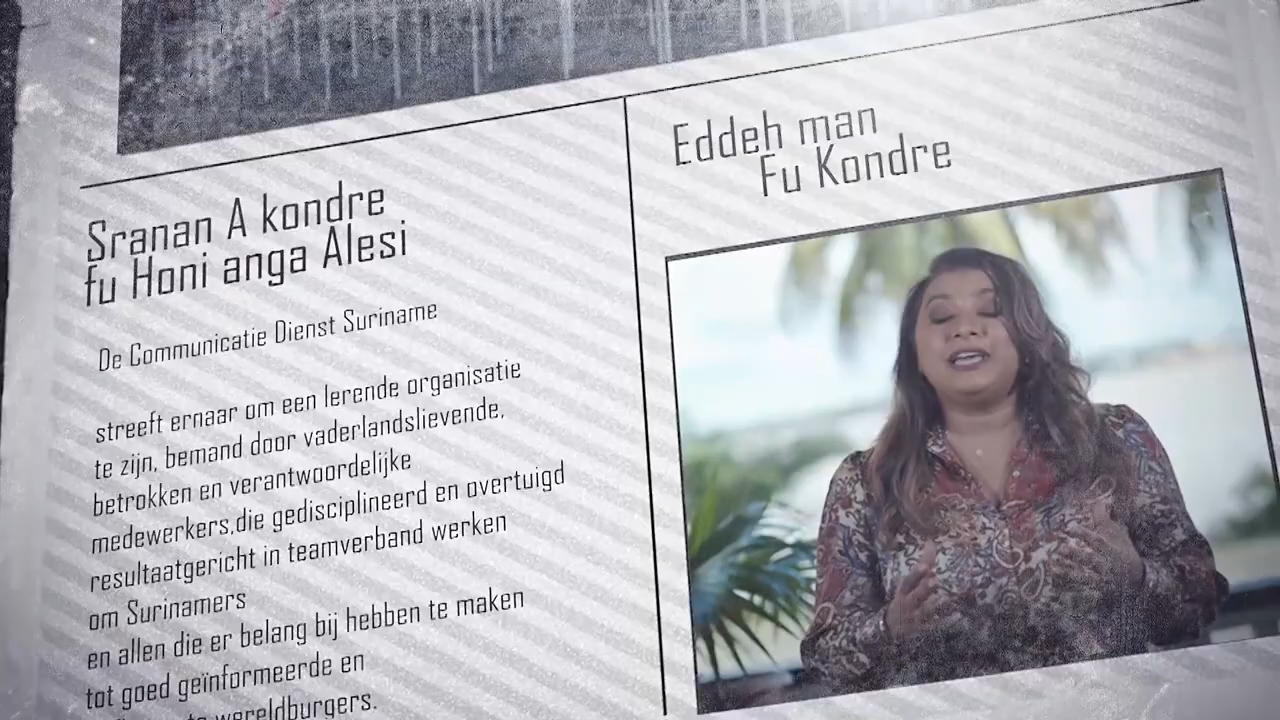 Sranan A kondre
fu Honi anga Alesi
De Communicatie Dienst Suriname
streeft ernaar om een lerende organisatie
te zijn, bemand door vaderlandslievende,
betrokken en verantwoordelijke
medewerkers,die gedisciplineerd en overtuigd
resultaatgericht in teamverband werken
om Surinamers
en allen die er belang bij hebben te maken
tot goed geïnformeerde en
wereldburgers.
Eddeh man
Fu Kondre